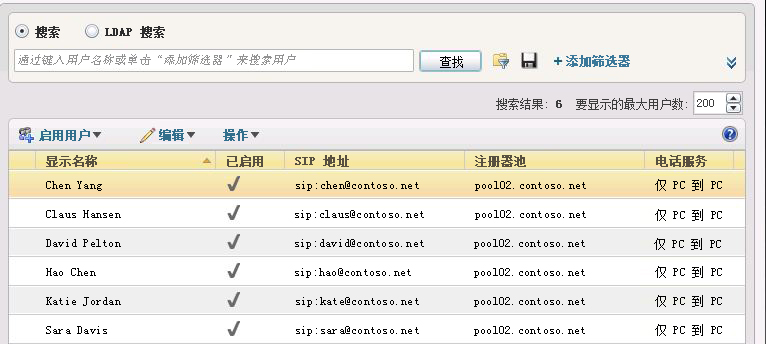 搜索 LDAP 搜索
通过键入用户名称或单击“添加筛选器”来搜索用户 查找 +添加筛选器
搜索结果: 6 要显示的最大用户数: 200
启用用户 编辑 操作
显示名称 已启用 SIP 地址 注册器池 电话服务
Chen Yang sip:chen@contoso.net pool02.contoso.net 仅 PC 到 PC
Claus Hansen sip:claus@contoso.net pool02.contoso.net 仅 PC 到 PC
David Pelton sip:david@contoso.net pool02.contoso.net 仅 PC 到 PC
Hao Chen sip:hao@contoso.net pool02.contoso.net 仅 PC 到 PC
Katie Jordan sip:kate@contoso.net pool02.contoso.net 仅 PC 到 PC
Sara Davis sip:sara@contoso.net pool02.contoso.net 仅 PC 到 PC